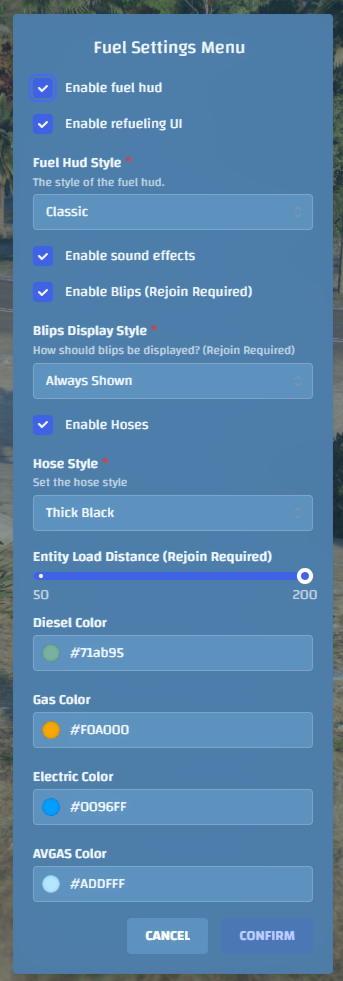 Fuel Settings Menu
Enable fuel hud
Enable refueling UI
Fuel Hud Style *
The style of the fuel hud.
Classic
Enable sound effects
Enable Blips (Rejoin Required)
Blips Display Style *
How should blips be displayed? (Rejoin Required)
Always Shown
Enable Hoses
Hose Style *
Set the hose style
Thick Black
Entity Load Distance (Rejoin Required)
50 200
Diesel Color
#71ab95
Gas Color
#F0A000
Electric Color
#0096FF
AVGAS Color
#ADDFFF
CANCEL CONFIRM